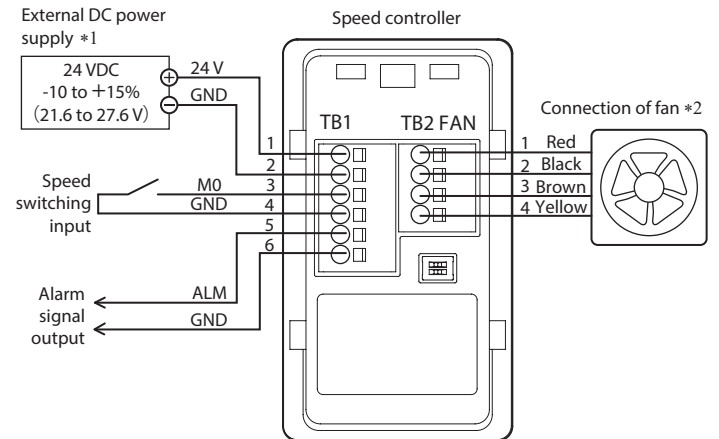 External DC power
supply *1
Speed controller
24 VDC
-10 to +15%
(21.6 to 27.6 V)
24 V
GND
TB1
TB2 FAN
Connection of fan *2
1
2
3
4
5
6
1 Red
2 Black
3 Brown
4 Yellow
Speed
switching
input
M0
GND
Alarm
signal
output
ALM
GND